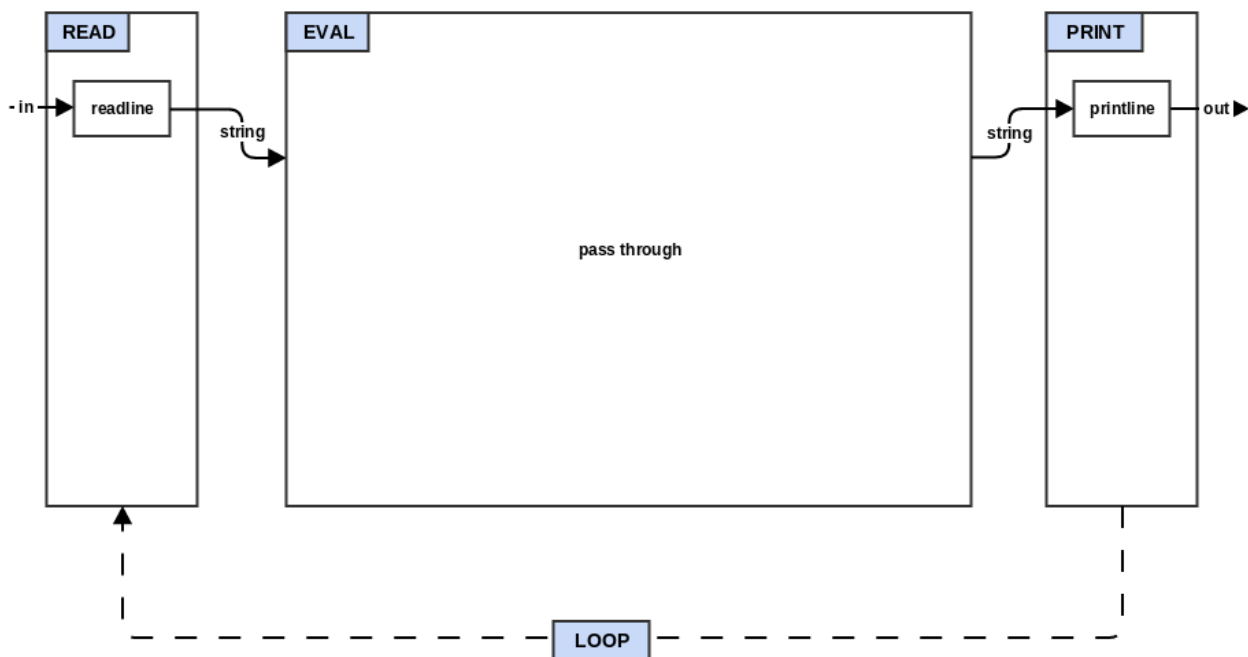 READ
EVAL
PRINT
- in
readline
string
pass through
string
printline
out
LOOP